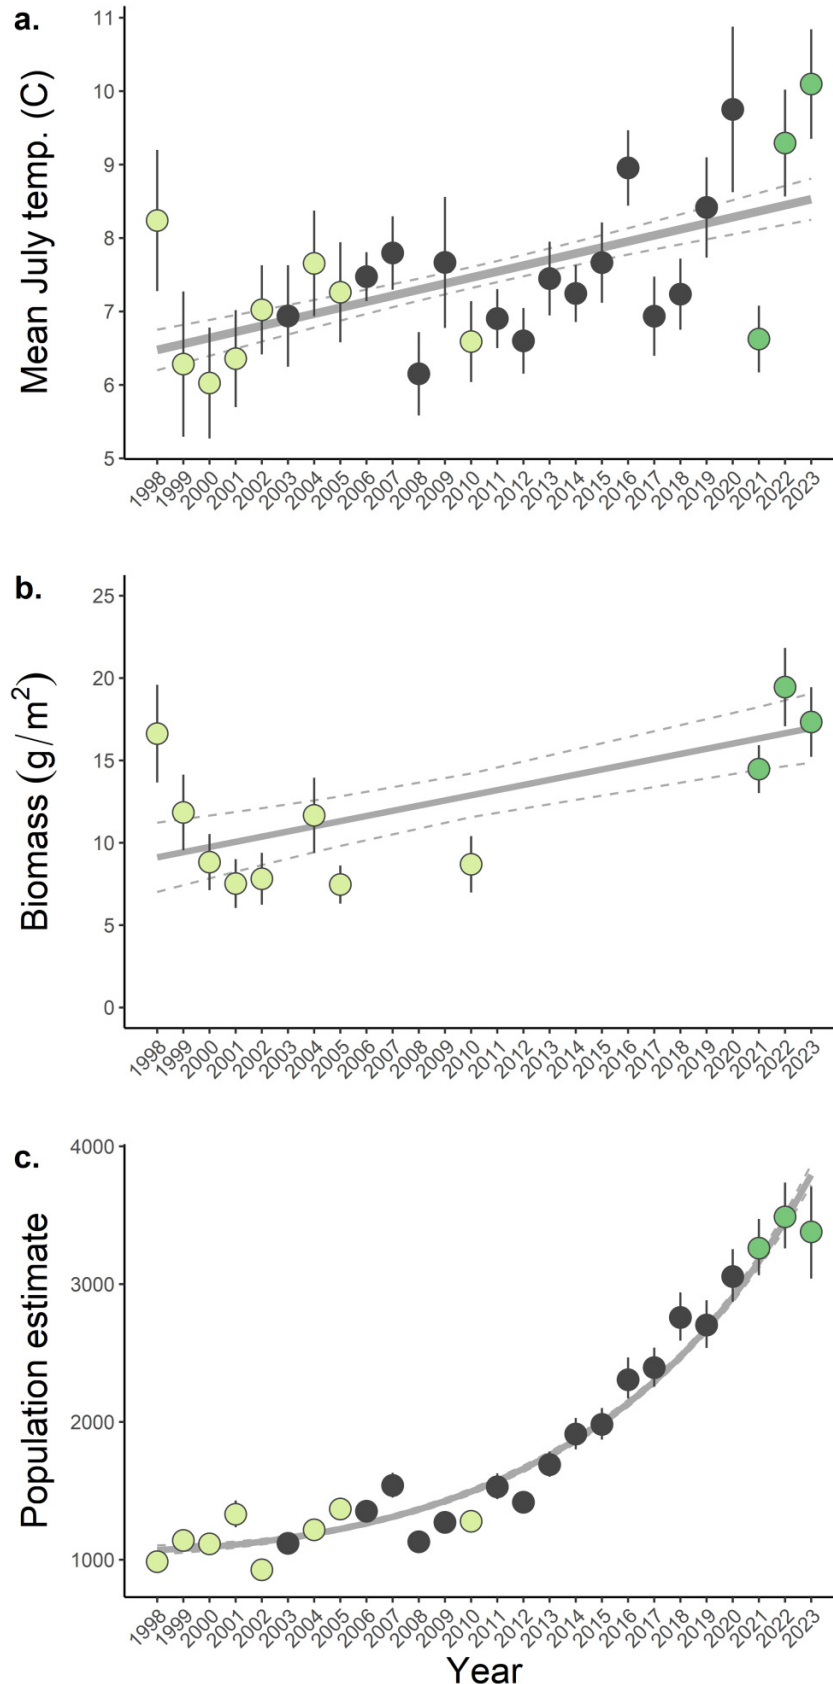 a.
Mean July temp. (C)
11
10
9
8
7
6
5
1998 1999 2000 2001 2002 2003 2004 2005 2006 2007 2008 2009 2010 2011 2012 2013 2014 2015 2016 2017 2018 2019 2020 2021 2022 2023
b.
Biomass (g/m²)
25
20
15
10
5
0
1998 1999 2000 2001 2002 2003 2004 2005 2006 2007 2008 2009 2010 2011 2012 2013 2014 2015 2016 2017 2018 2019 2020 2021 2022 2023
c.
Population estimate
4000
3000
2000
1000
1998 1999 2000 2001 2002 2003 2004 2005 2006 2007 2008 2009 2010 2011 2012 2013 2014 2015 2016 2017 2018 2019 2020 2021 2022 2023
Year